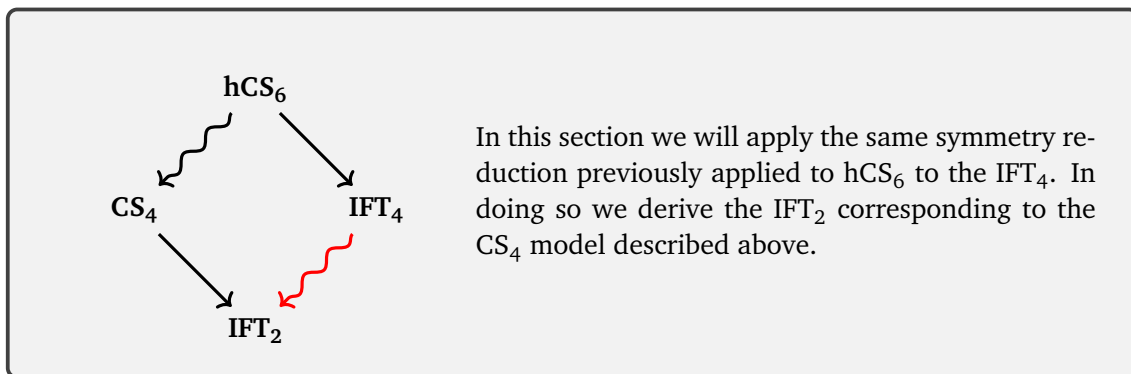 hCS₆
CS₄
IFT₄
IFT₂
In this section we will apply the same symmetry re-
duction previously applied to hCS₆ to the IFT₄. In
doing so we derive the IFT₂ corresponding to the
CS₄ model described above.